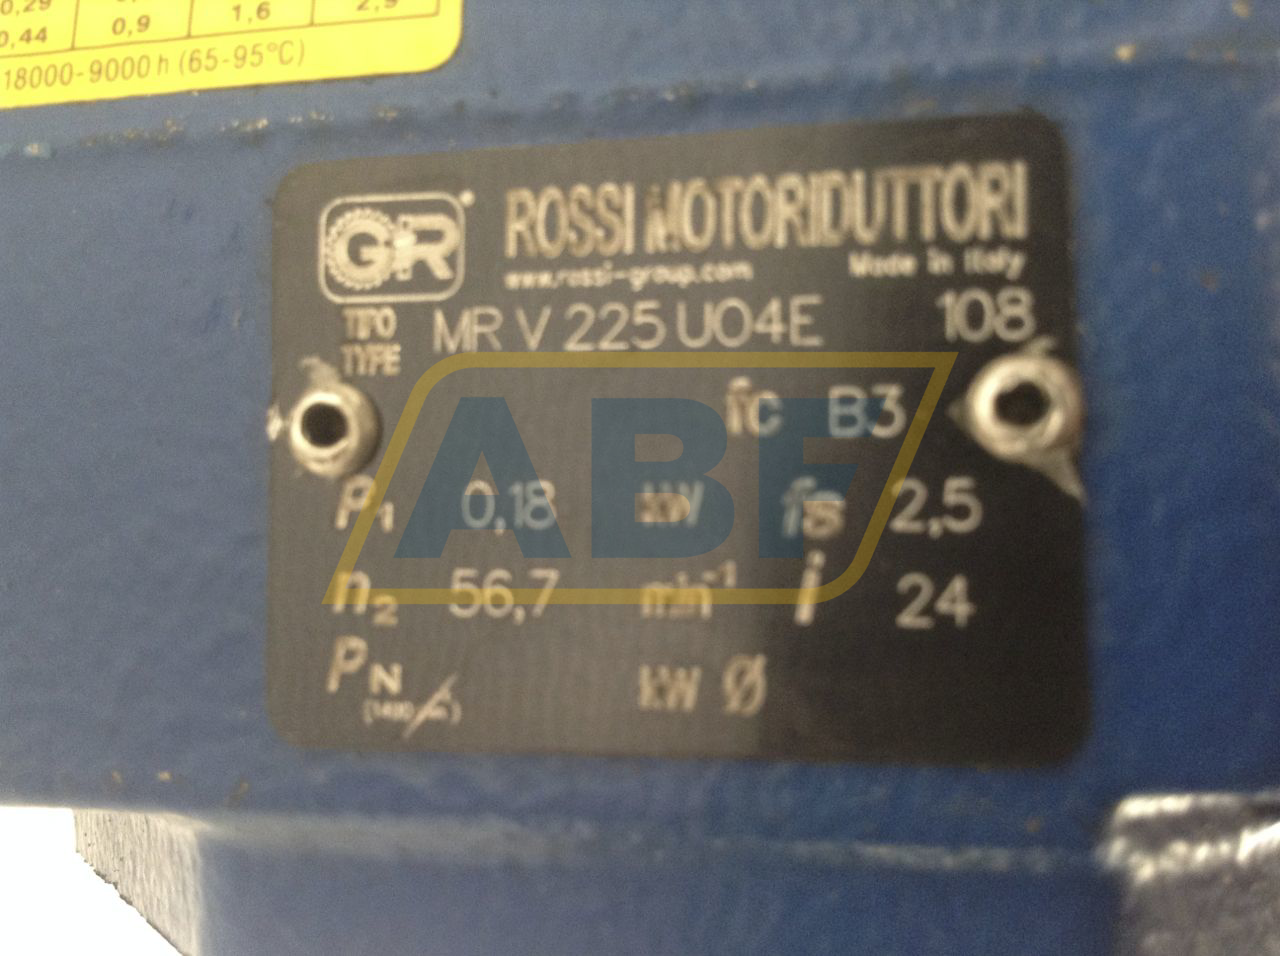 0,29
2,9
0,44 0,9 1,6
18000-9000 h (65-95°C)
GR ROSSI MOTORIDUTTORI
www.rossi-group.com Made in Italy
TIPO
TYPE MR V 225 UO4E 108
fc B3
ABF
P1 0,18 kW fs 2,5
n2 56,7 min-1 i 24
PN kW Ø